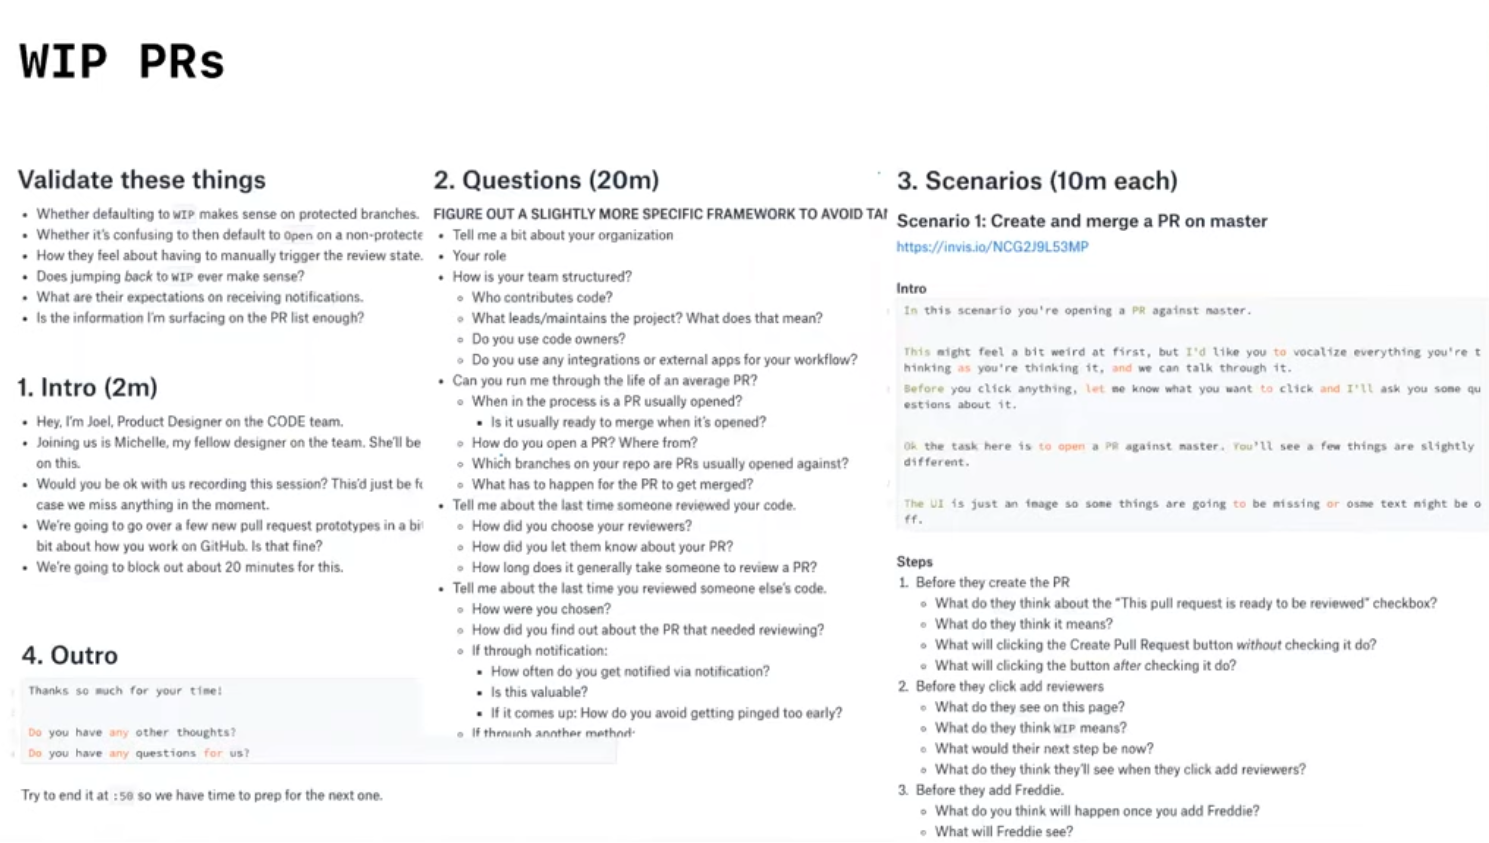 WIP PRs
Validate these things
• Whether defaulting to WIP makes sense on protected branches.
• Whether it's confusing to then default to Open on a non-protecte
• How they feel about having to manually trigger the review state.
• Does jumping back to WIP ever make sense?
• What are their expectations on receiving notifications.
• Is the information I'm surfacing on the PR list enough?
1. Intro (2m)
• Hey, I'm Joel, Product Designer on the CODE team.
• Joining us is Michelle, my fellow designer on the team. She'll be
on this.
• Would you be ok with us recording this session? This'd just be fo
case we miss anything in the moment.
• We're going to go over a few new pull request prototypes in a bit
bit about how you work on GitHub. Is that fine?
• We're going to block out about 20 minutes for this.
4. Outro
Thanks so much for your time!
Do you have any other thoughts?
Do you have any questions for us?
Try to end it at :50 so we have time to prep for the next one.
2. Questions (20m)
FIGURE OUT A SLIGHTLY MORE SPECIFIC FRAMEWORK TO AVOID TAN
• Tell me a bit about your organization
• Your role
• How is your team structured?
◦ Who contributes code?
◦ What leads/maintains the project? What does that mean?
◦ Do you use code owners?
◦ Do you use any integrations or external apps for your workflow?
• Can you run me through the life of an average PR?
◦ When in the process is a PR usually opened?
▪ Is it usually ready to merge when it's opened?
◦ How do you open a PR? Where from?
◦ Which branches on your repo are PRs usually opened against?
◦ What has to happen for the PR to get merged?
• Tell me about the last time someone reviewed your code.
◦ How did you choose your reviewers?
◦ How did you let them know about your PR?
◦ How long does it generally take someone to review a PR?
• Tell me about the last time you reviewed someone else's code.
◦ How were you chosen?
◦ How did you find out about the PR that needed reviewing?
◦ If through notification:
▪ How often do you get notified via notification?
▪ Is this valuable?
▪ If it comes up: How do you avoid getting pinged too early?
◦ If through another method:
3. Scenarios (10m each)
Scenario 1: Create and merge a PR on master
https://invis.io/NCG2J9L53MP
Intro
In this scenario you're opening a PR against master.
This might feel a bit weird at first, but I'd like you to vocalize everything you're t
hinking as you're thinking it, and we can talk through it.
Before you click anything, let me know what you want to click and I'll ask you some qu
estions about it.
Ok the task here is to open a PR against master. You'll see a few things are slightly
different.
The UI is just an image so some things are going to be missing or osme text might be o
ff.
Steps
1. Before they create the PR
◦ What do they think about the "This pull request is ready to be reviewed" checkbox?
◦ What do they think it means?
◦ What will clicking the Create Pull Request button without checking it do?
◦ What will clicking the button after checking it do?
2. Before they click add reviewers
◦ What do they see on this page?
◦ What do they think WIP means?
◦ What would their next step be now?
◦ What do they think they'll see when they click add reviewers?
3. Before they add Freddie.
◦ What do you think will happen once you add Freddie?
◦ What will Freddie see?